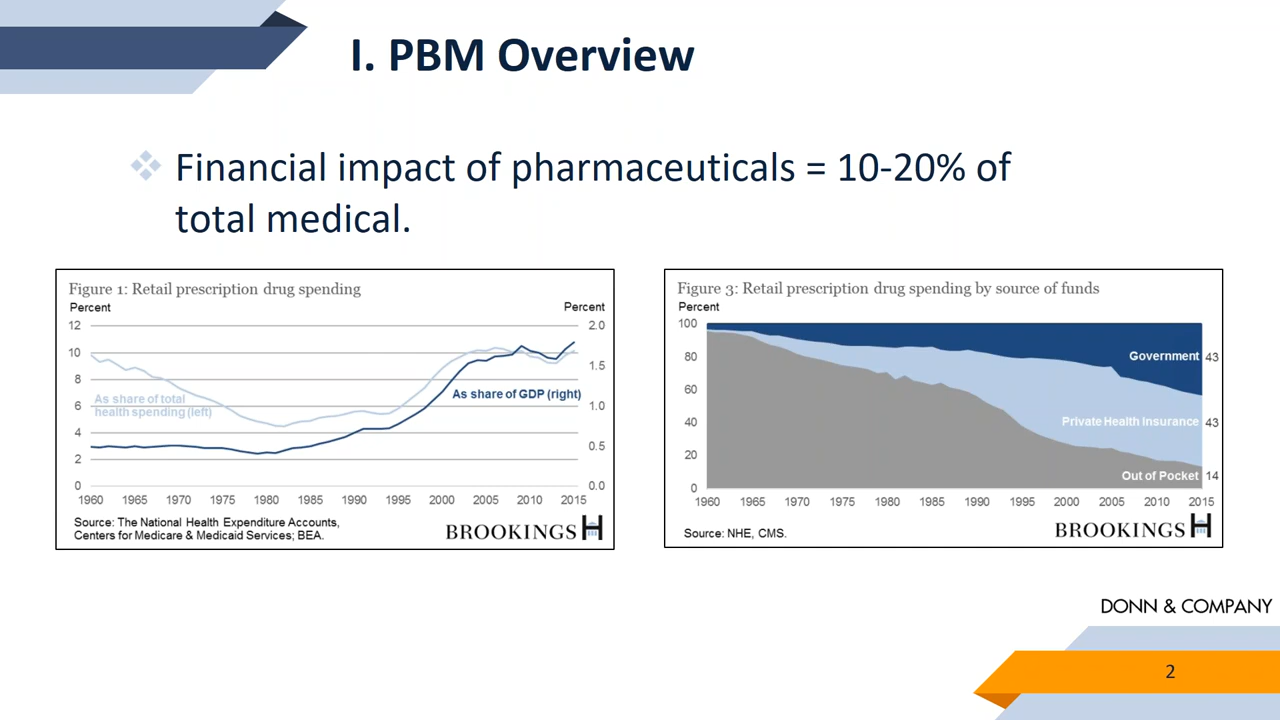 I. PBM Overview
Financial impact of pharmaceuticals = 10-20% of
total medical.
Figure 1: Retail prescription drug spending
Percent Percent
12 2.0
10
1.5
8
As share of GDP (right)
As share of total
health spending (left)
6 1.0
4
0.5
2
0 0.0
1960 1965 1970 1975 1980 1985 1990 1995 2000 2005 2010 2015
Source: The National Health Expenditure Accounts,
Centers for Medicare & Medicaid Services; BEA.
BROOKINGS
Figure 3: Retail prescription drug spending by source of funds
Percent
100
Government 43
80
60
Private Health Insurance 43
40
20
Out of Pocket 14
0
1960 1965 1970 1975 1980 1985 1990 1995 2000 2005 2010 2015
Source: NHE, CMS.
BROOKINGS
DONN & COMPANY
2